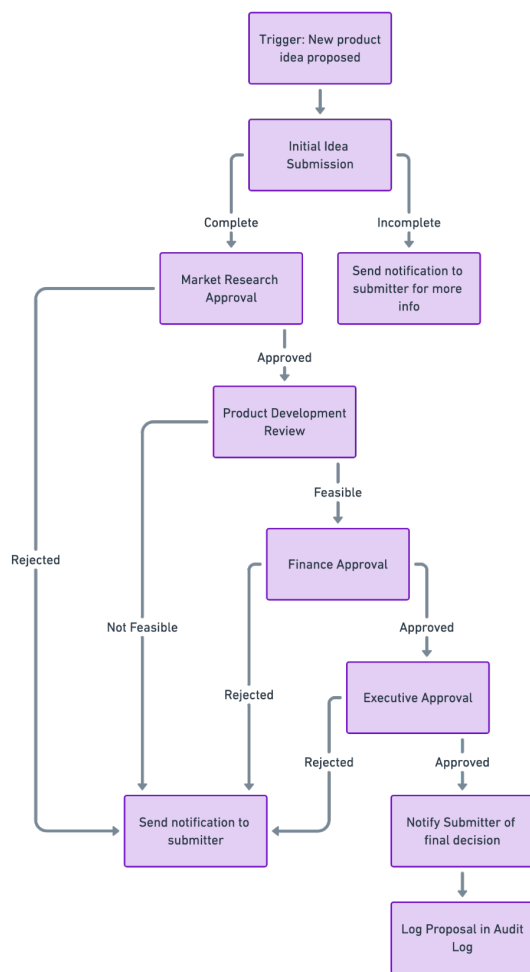 Trigger: New product
idea proposed
Initial Idea
Submission
Complete
Incomplete
Market Research
Approval
Send notification to
submitter for more
info
Approved
Product Development
Review
Feasible
Rejected
Finance Approval
Not Feasible
Approved
Rejected
Executive Approval
Rejected
Approved
Send notification to
submitter
Notify Submitter of
final decision
Log Proposal in Audit
Log